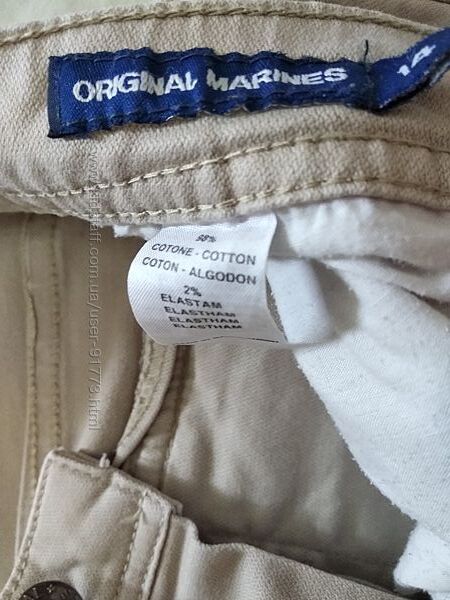 ORIGINAL MARINES
14
98%
COTONE - COTTON
COTON - ALGODON
2%
ELASTAM
ELASTHAM
ELASTHAM
ELASTHAM